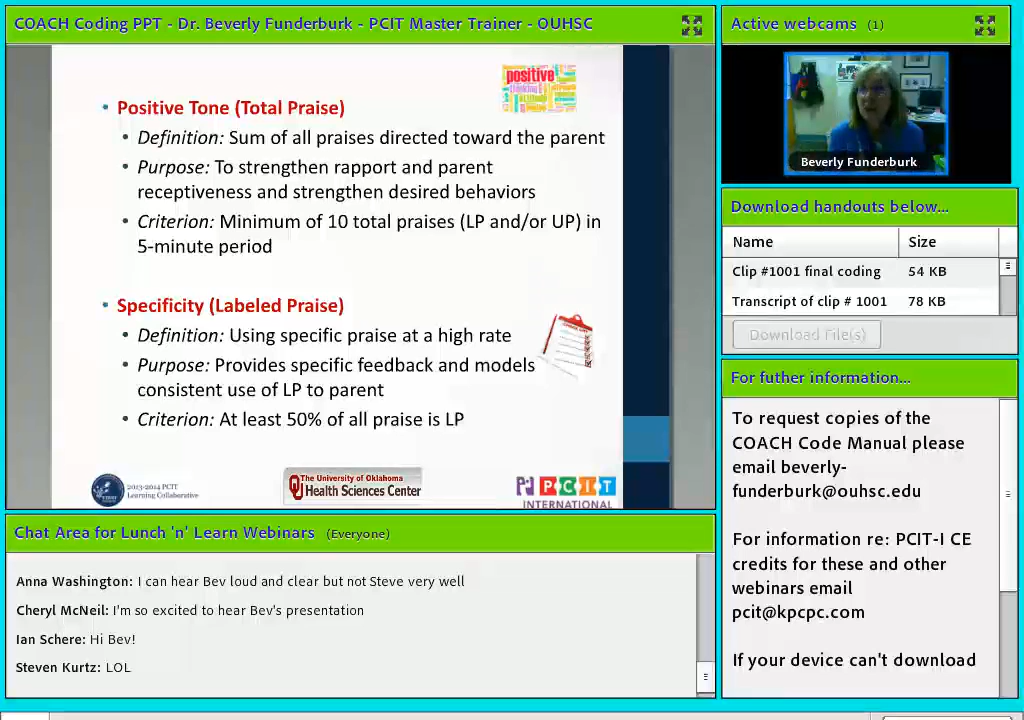 COACH Coding PPT - Dr. Beverly Funderburk - PCIT Master Trainer - OUHSC
positive
• Positive Tone (Total Praise)
• Definition: Sum of all praises directed toward the parent
• Purpose: To strengthen rapport and parent
receptiveness and strengthen desired behaviors
• Criterion: Minimum of 10 total praises (LP and/or UP) in
5-minute period
• Specificity (Labeled Praise)
• Definition: Using specific praise at a high rate
• Purpose: Provides specific feedback and models
consistent use of LP to parent
• Criterion: At least 50% of all praise is LP
2013-2014 PCIT
Learning Collaborative
The University of Oklahoma
Health Sciences Center
PCIT
INTERNATIONAL
Chat Area for Lunch 'n' Learn Webinars (Everyone)
Anna Washington: I can hear Bev loud and clear but not Steve very well
Cheryl McNeil: I'm so excited to hear Bev's presentation
Ian Schere: Hi Bev!
Steven Kurtz: LOL
Active webcams (1)
Beverly Funderburk
Download handouts below...
Name Size
Clip #1001 final coding 54 KB
Transcript of clip # 1001 78 KB
Download File(s)
For futher information...
To request copies of the
COACH Code Manual please
email beverly-
funderburk@ouhsc.edu
For information re: PCIT-I CE
credits for these and other
webinars email
pcit@kpcpc.com
If your device can't download